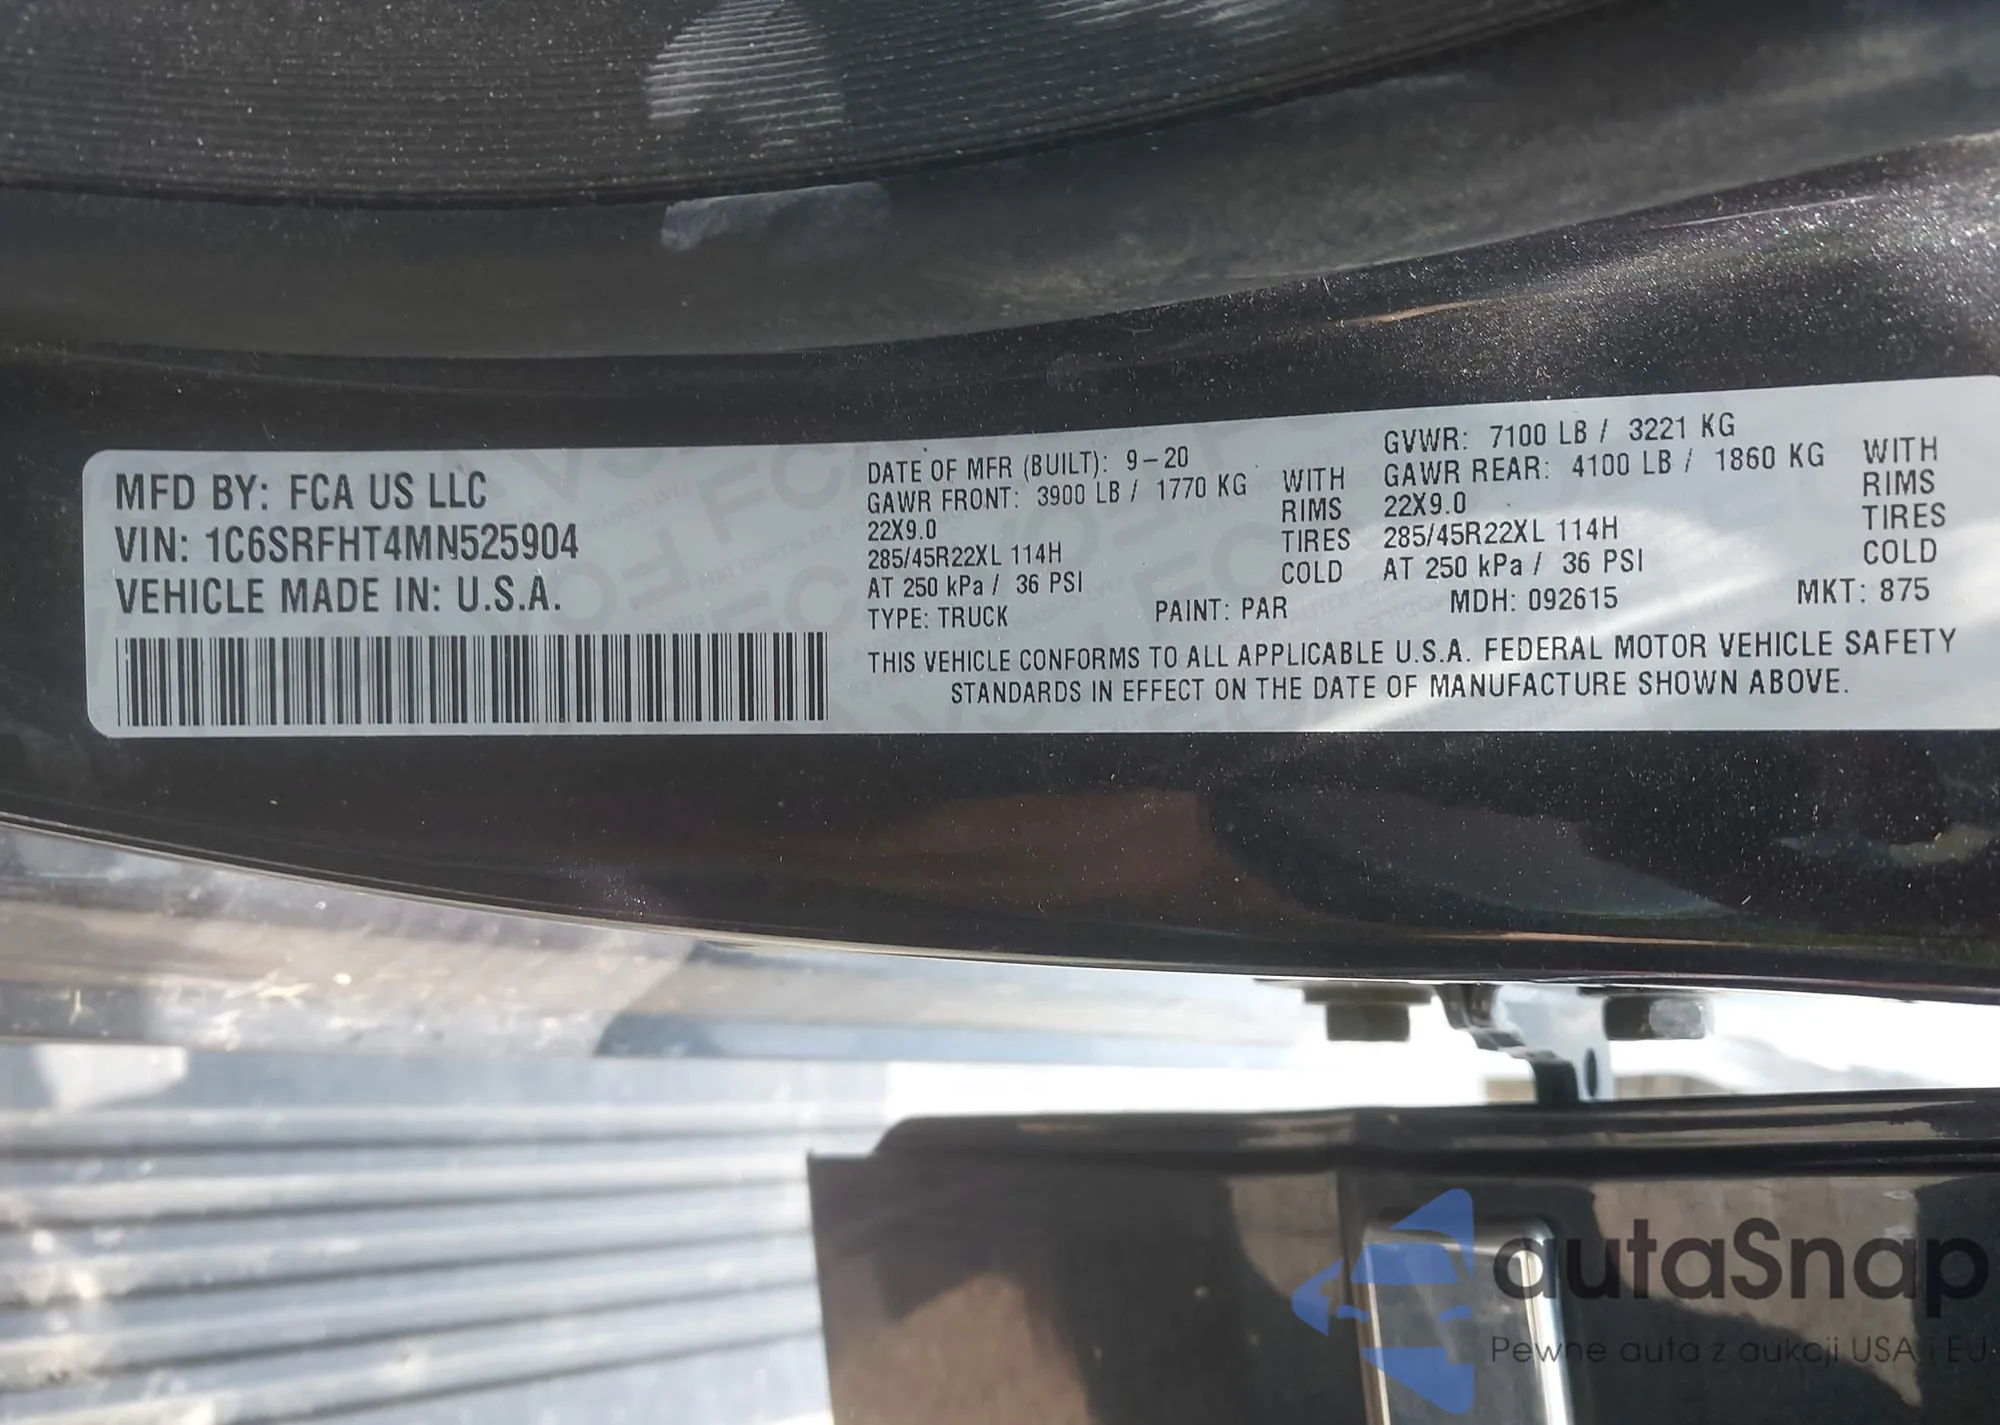 MFD BY: FCA US LLC
VIN: 1C6SRFHT4MN525904
VEHICLE MADE IN: U.S.A.
DATE OF MFR (BUILT): 9-20
GAWR FRONT: 3900 LB / 1770 KG WITH
22X9.0 RIMS
285/45R22XL 114H TIRES
AT 250 kPa / 36 PSI COLD
GVWR: 7100 LB / 3221 KG
GAWR REAR: 4100 LB / 1860 KG WITH
22X9.0 RIMS
285/45R22XL 114H TIRES
AT 250 kPa / 36 PSI COLD
TYPE: TRUCK PAINT: PAR MDH: 092615 MKT: 875
THIS VEHICLE CONFORMS TO ALL APPLICABLE U.S.A. FEDERAL MOTOR VEHICLE SAFETY
STANDARDS IN EFFECT ON THE DATE OF MANUFACTURE SHOWN ABOVE.
autaSnap
Pewne auta z aukcji USA i EU